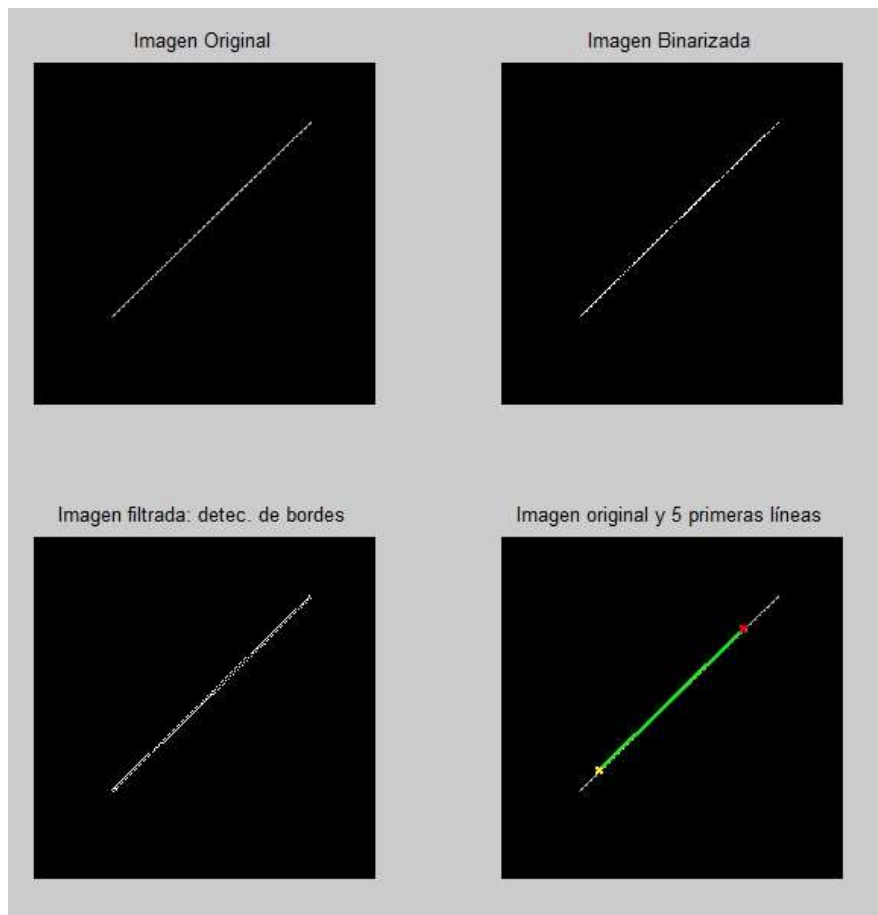 Imagen Original
Imagen Binarizada
Imagen filtrada: detec. de bordes
Imagen original y 5 primeras líneas